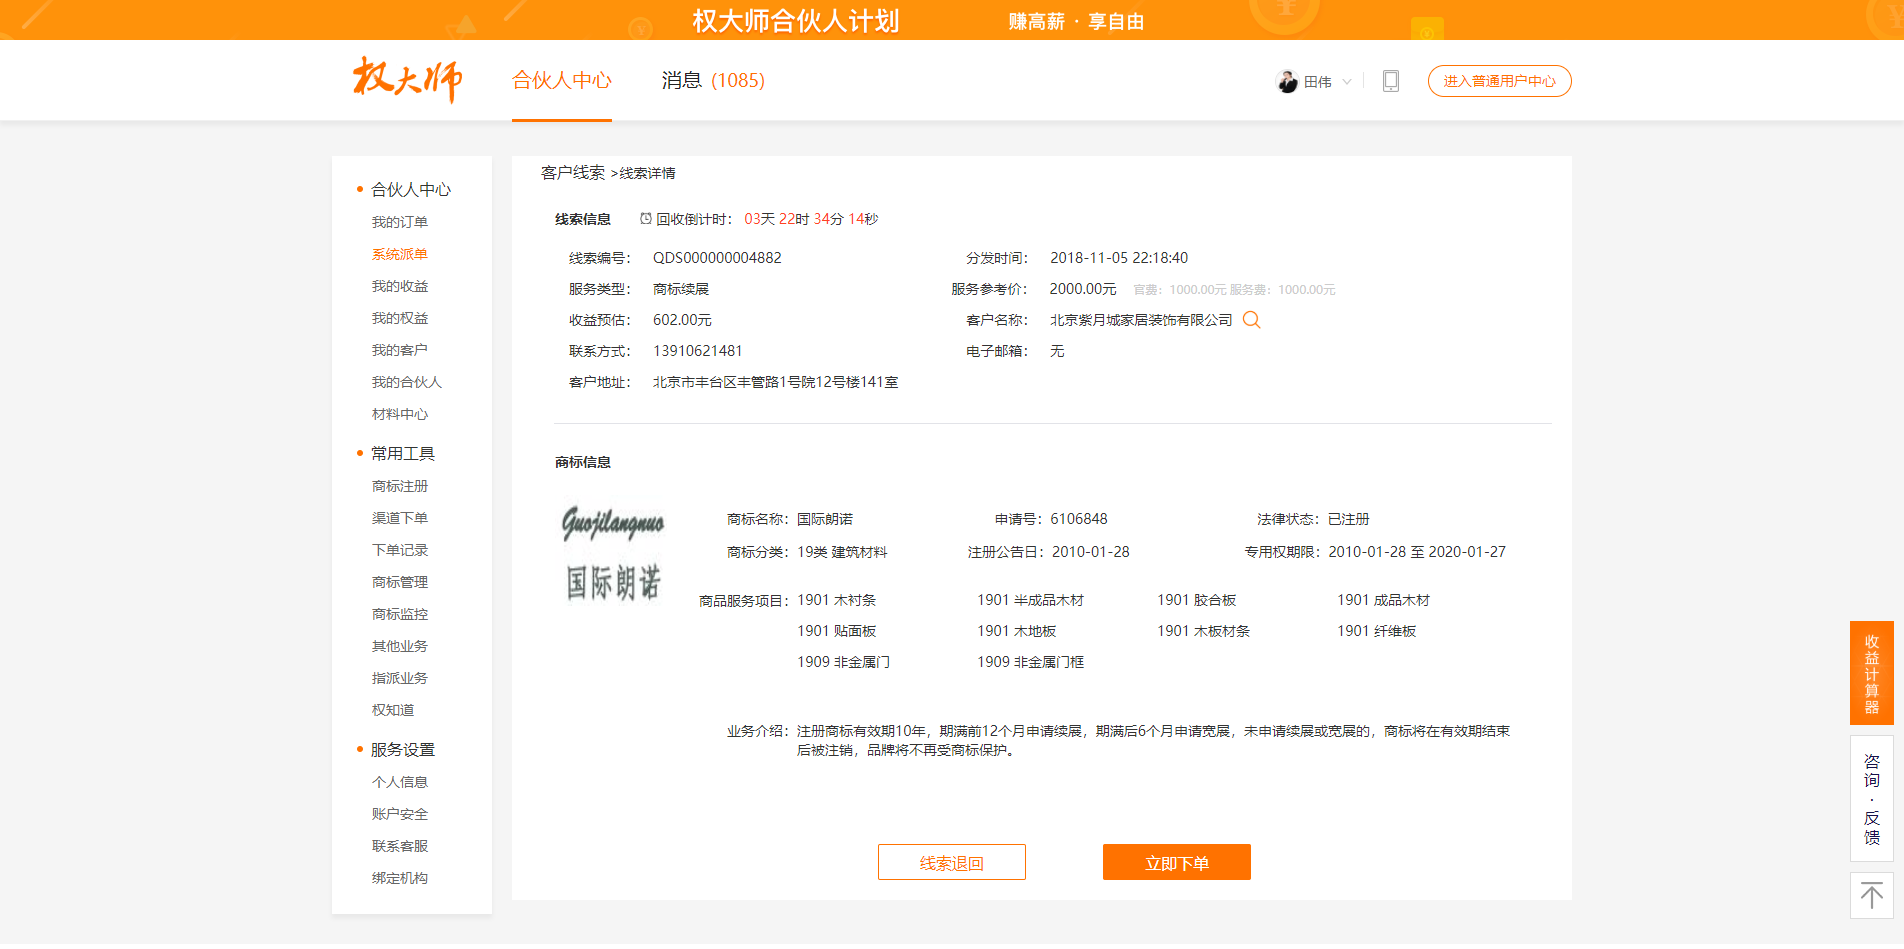 权大师合伙人计划 赚高薪 · 享自由
权大师 合伙人中心 消息 (1085) 田伟 进入普通用户中心
合伙人中心
我的订单
系统派单
我的收益
我的权益
我的客户
我的合伙人
材料中心
常用工具
商标注册
渠道下单
下单记录
商标管理
商标监控
其他业务
指派业务
权知道
服务设置
个人信息
账户安全
联系客服
绑定机构
客户线索 >线索详情
线索信息 回收倒计时： 03天 22时 34分 14秒
线索编号： QDS000000004882 分发时间： 2018-11-05 22:18:40
服务类型： 商标续展 服务参考价： 2000.00元 官费：1000.00元 服务费：1000.00元
收益预估： 602.00元 客户名称： 北京紫月城家居装饰有限公司
联系方式： 13910621481 电子邮箱： 无
客户地址： 北京市丰台区丰管路1号院12号楼141室
商标信息
Guojilangnuo
国际朗诺
商标名称：国际朗诺 申请号：6106848 法律状态：已注册
商标分类：19类 建筑材料 注册公告日：2010-01-28 专用权期限：2010-01-28 至 2020-01-27
商品服务项目：1901 木衬条 1901 半成品木材 1901 胶合板 1901 成品木材
1901 贴面板 1901 木地板 1901 木板材条 1901 纤维板
1909 非金属门 1909 非金属门框
业务介绍：注册商标有效期10年，期满前12个月申请续展，期满后6个月申请宽展，未申请续展或宽展的，商标将在有效期结束
后被注销，品牌将不再受商标保护。
线索退回 立即下单
收益计算器
咨询·反馈